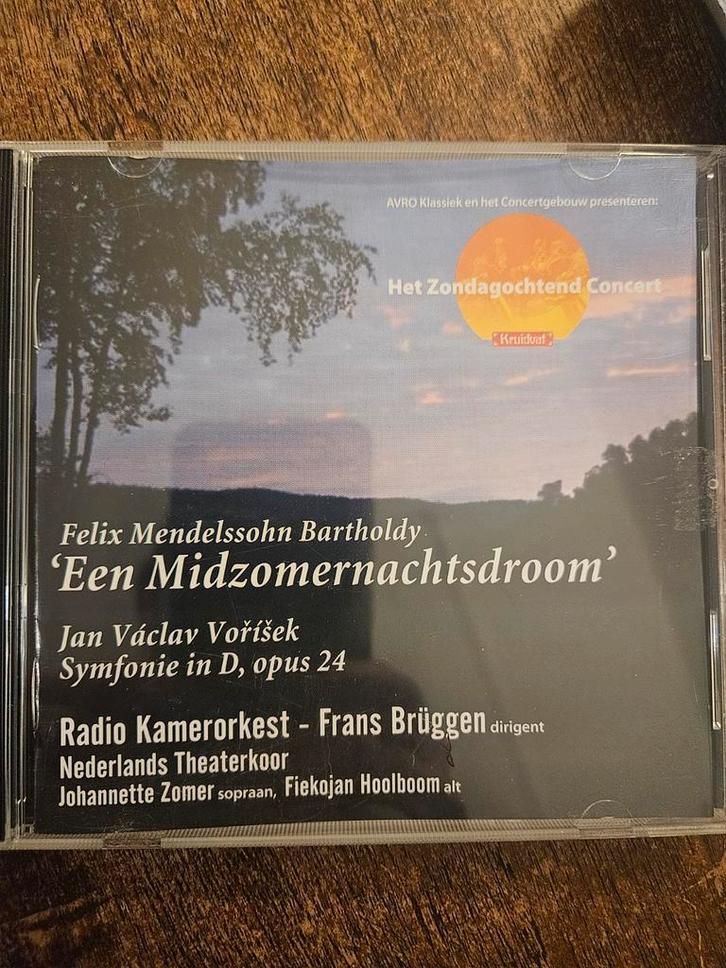 AVRO Klassiek en het Concertgebouw presenteren:
Het Zondagochtend Concert
Kruidvat
Felix Mendelssohn Bartholdy
‘Een Midzomernachtsdroom’
Jan Václav Voříšek
Symfonie in D, opus 24
Radio Kamerorkest - Frans Brüggen dirigent
Nederlands Theaterkoor
Johannette Zomer sopraan, Fiekojan Hoolboom alt